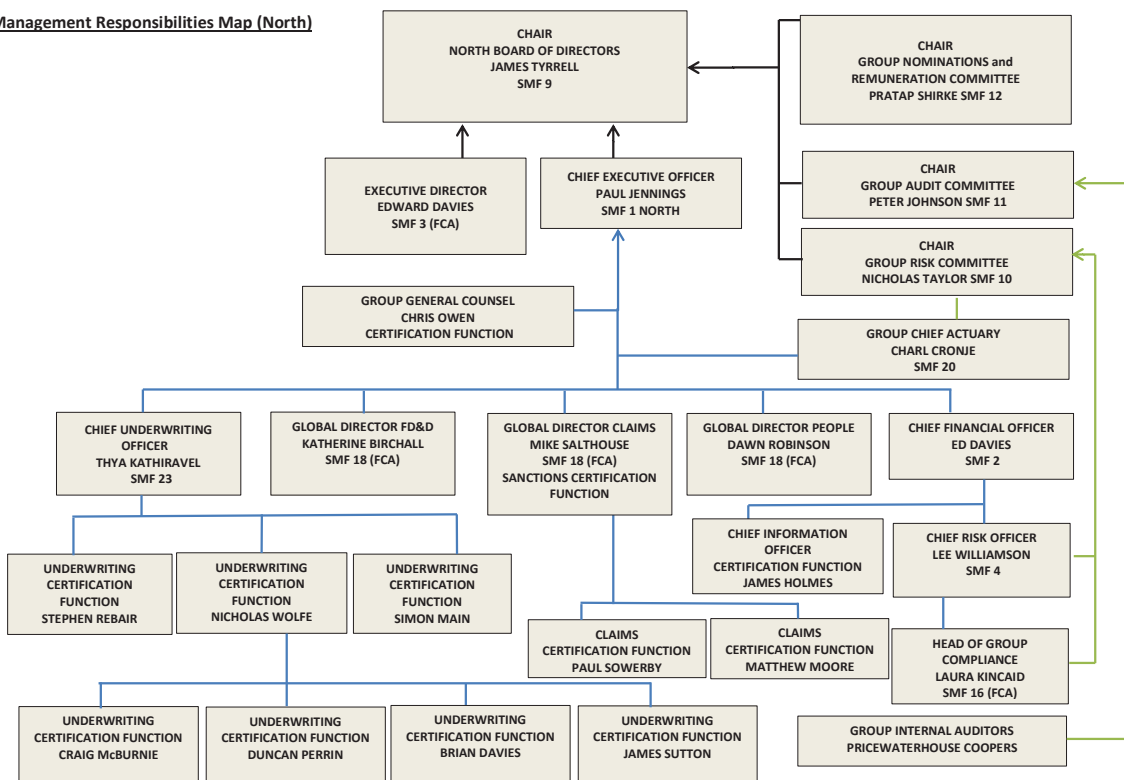 Management Responsibilities Map (North)
CHAIR
NORTH BOARD OF DIRECTORS
JAMES TYRRELL
SMF 9
CHAIR
GROUP NOMINATIONS and
REMUNERATION COMMITTEE
PRATAP SHIRKE SMF 12
EXECUTIVE DIRECTOR
EDWARD DAVIES
SMF 3 (FCA)
CHIEF EXECUTIVE OFFICER
PAUL JENNINGS
SMF 1 NORTH
CHAIR
GROUP AUDIT COMMITTEE
PETER JOHNSON SMF 11
CHAIR
GROUP RISK COMMITTEE
NICHOLAS TAYLOR SMF 10
GROUP GENERAL COUNSEL
CHRIS OWEN
CERTIFICATION FUNCTION
GROUP CHIEF ACTUARY
CHARL CRONJE
SMF 20
CHIEF UNDERWRITING
OFFICER
THYA KATHIRAVEL
SMF 23
GLOBAL DIRECTOR FD&D
KATHERINE BIRCHALL
SMF 18 (FCA)
GLOBAL DIRECTOR CLAIMS
MIKE SALTHOUSE
SMF 18 (FCA)
SANCTIONS CERTIFICATION
FUNCTION
GLOBAL DIRECTOR PEOPLE
DAWN ROBINSON
SMF 18 (FCA)
CHIEF FINANCIAL OFFICER
ED DAVIES
SMF 2
CHIEF INFORMATION
OFFICER
CERTIFICATION FUNCTION
JAMES HOLMES
CHIEF RISK OFFICER
LEE WILLIAMSON
SMF 4
UNDERWRITING
CERTIFICATION
FUNCTION
STEPHEN REBAIR
UNDERWRITING
CERTIFICATION
FUNCTION
NICHOLAS WOLFE
UNDERWRITING
CERTIFICATION
FUNCTION
SIMON MAIN
CLAIMS
CERTIFICATION FUNCTION
PAUL SOWERBY
CLAIMS
CERTIFICATION FUNCTION
MATTHEW MOORE
HEAD OF GROUP
COMPLIANCE
LAURA KINCAID
SMF 16 (FCA)
UNDERWRITING
CERTIFICATION FUNCTION
CRAIG McBURNIE
UNDERWRITING
CERTIFICATION FUNCTION
DUNCAN PERRIN
UNDERWRITING
CERTIFICATION FUNCTION
BRIAN DAVIES
UNDERWRITING
CERTIFICATION FUNCTION
JAMES SUTTON
GROUP INTERNAL AUDITORS
PRICEWATERHOUSE COOPERS